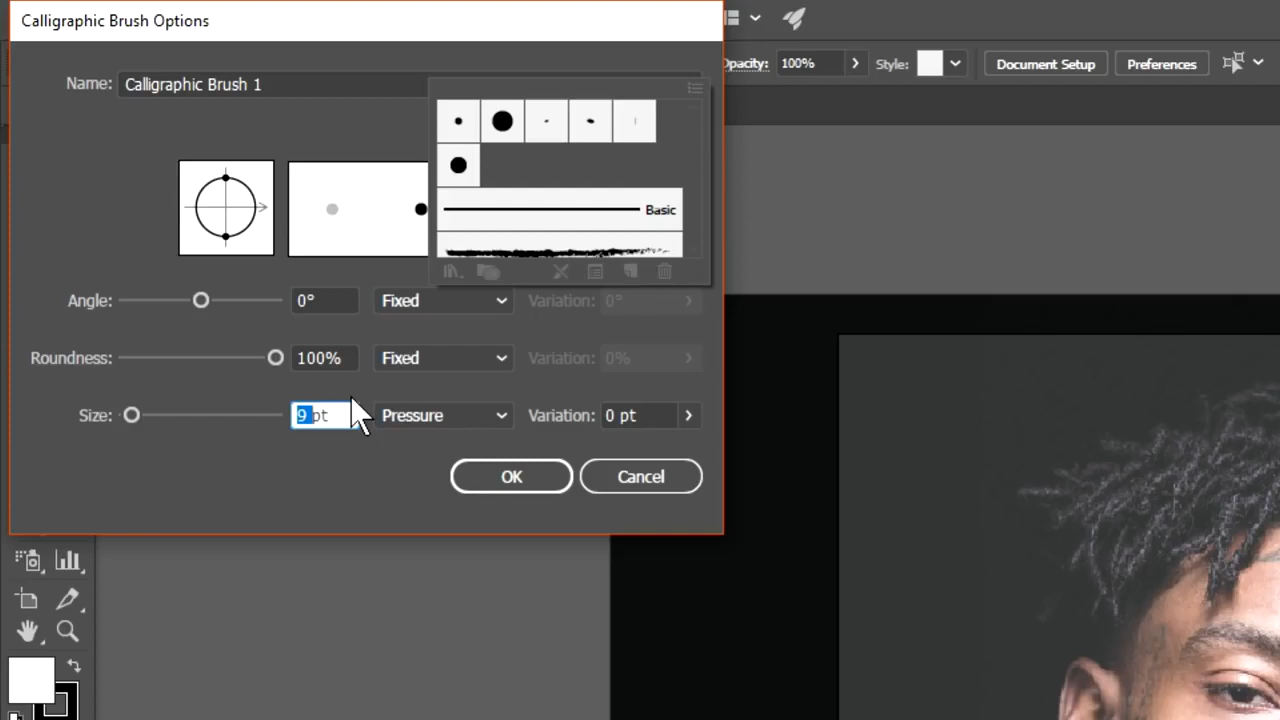 Calligraphic Brush Options
Opacity: 100% Style: Document Setup Preferences
Name: Calligraphic Brush 1
Basic
Angle: 0° Fixed Variation: 0°
Roundness: 100% Fixed Variation: 0%
Size: 9 pt Pressure Variation: 0 pt
OK Cancel